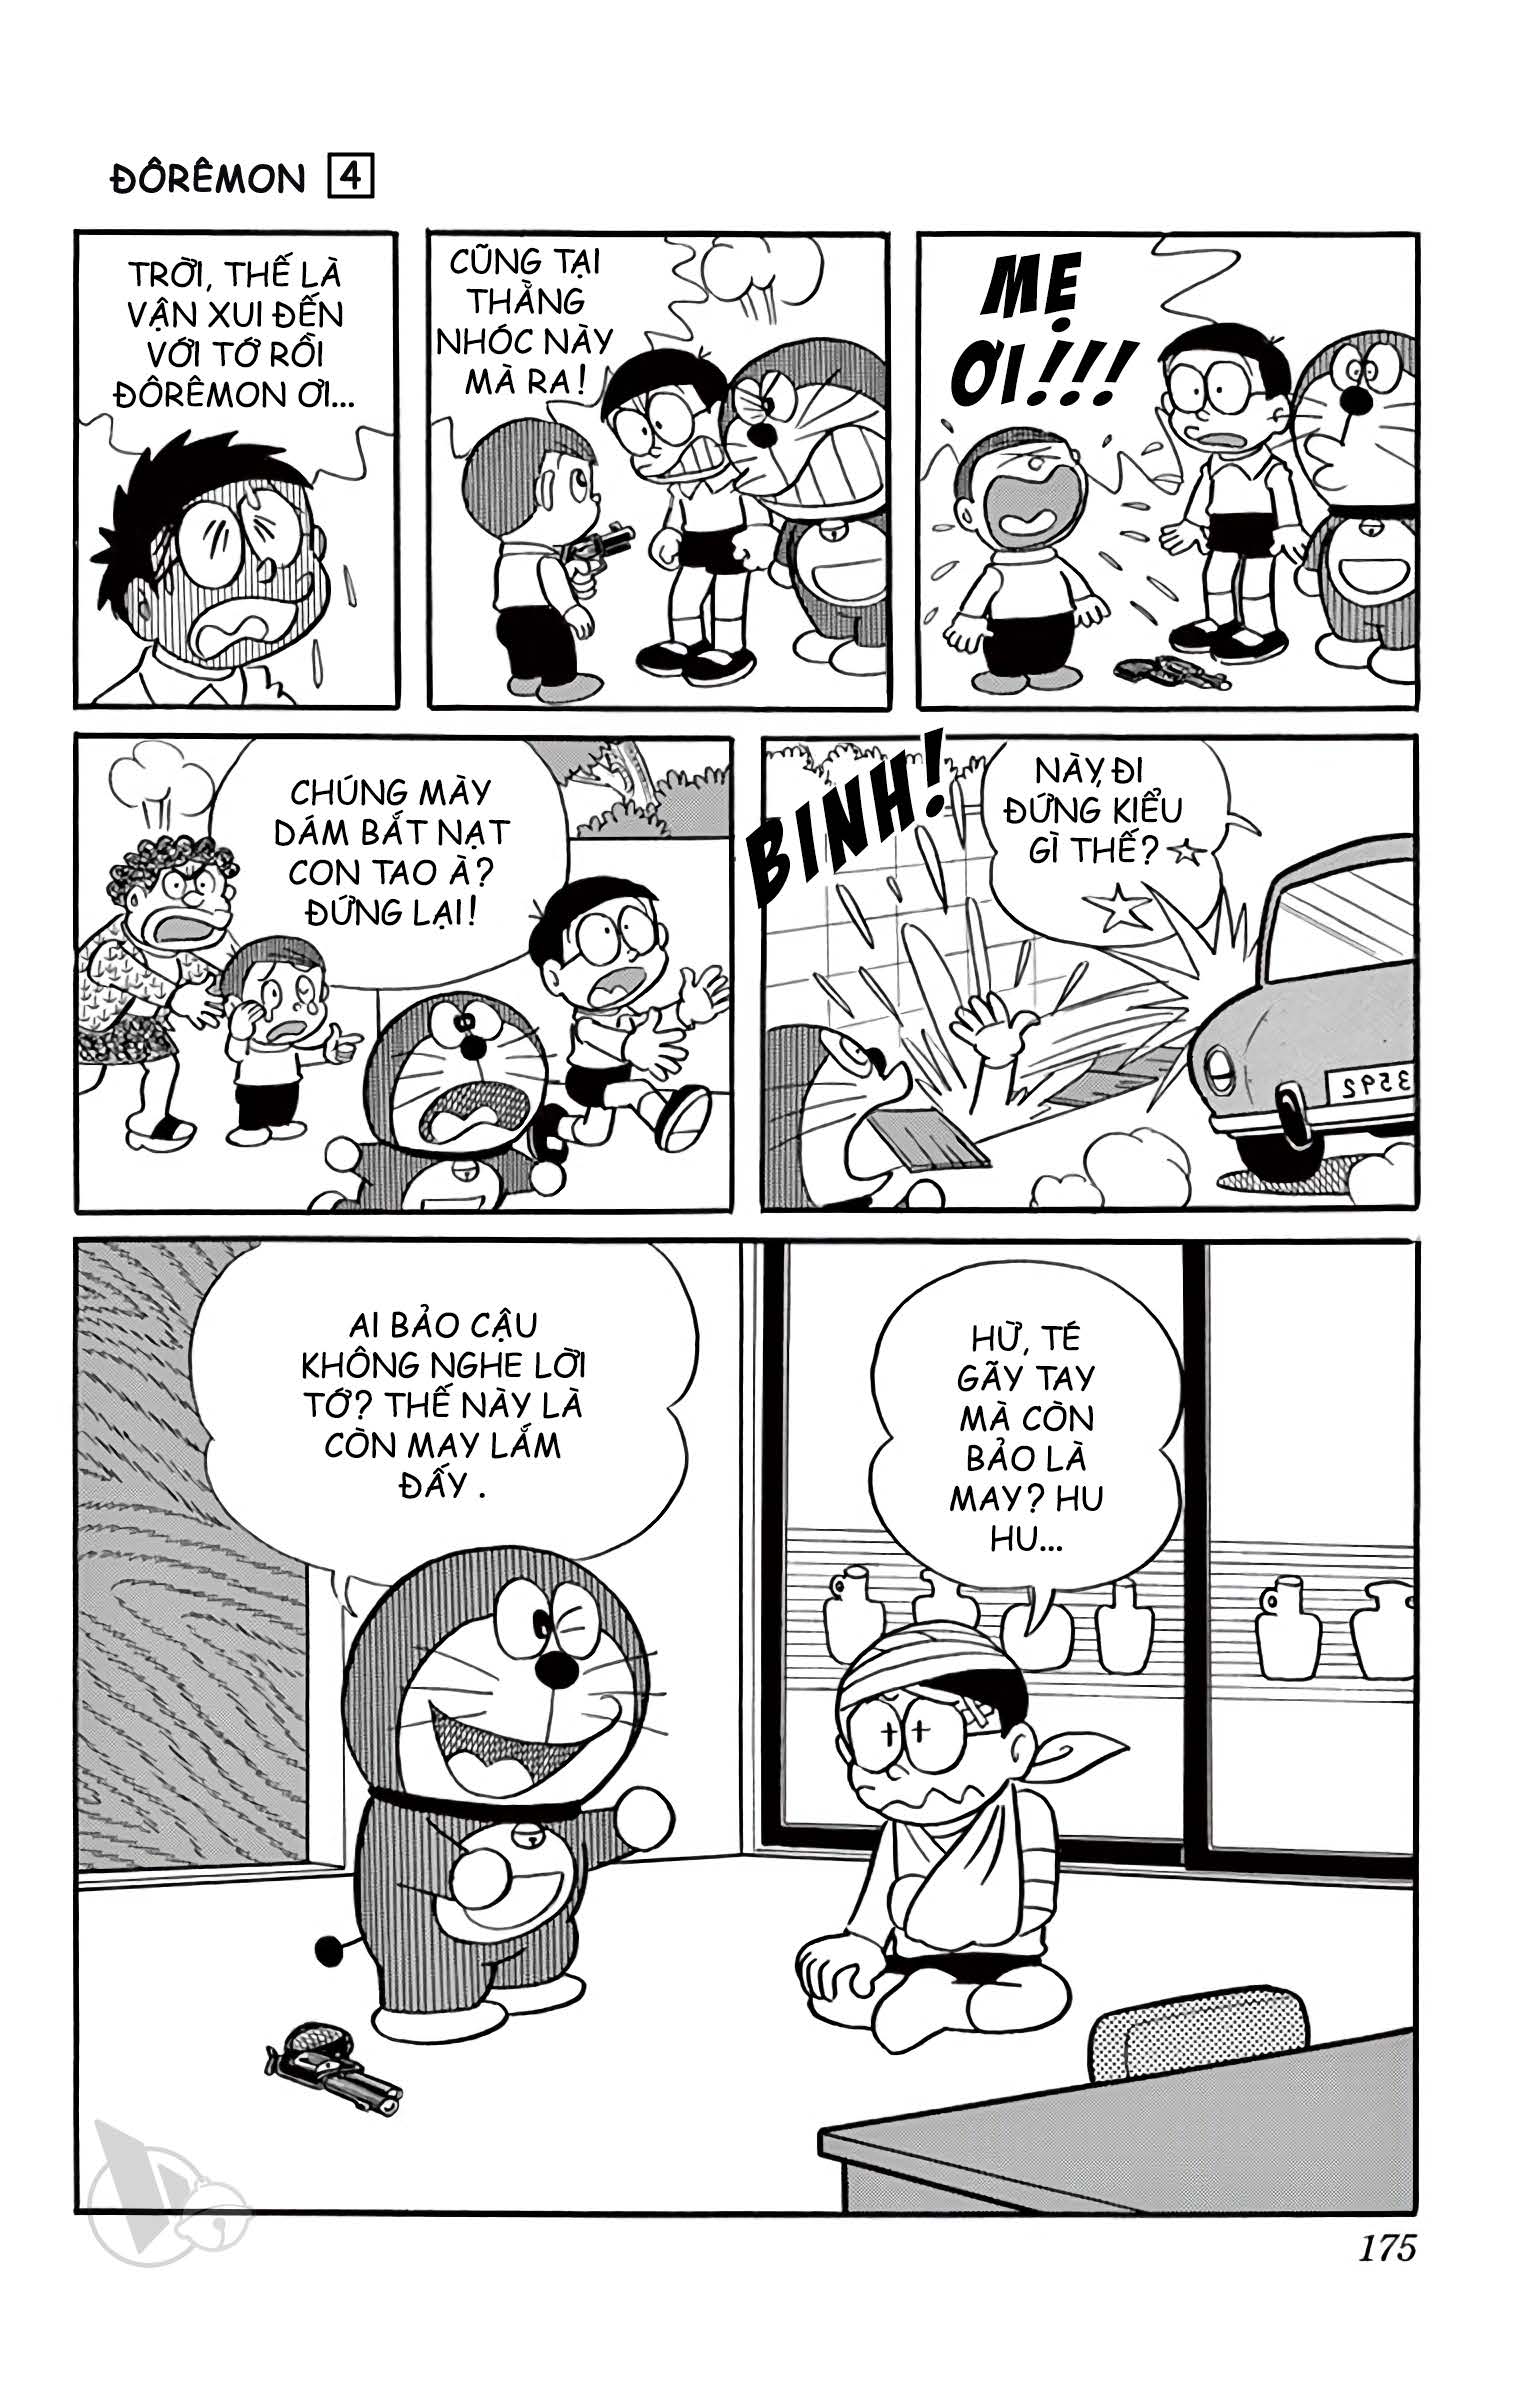 ĐÔRÊMON 4
TRỜI, THẾ LÀ
VẬN XUI ĐẾN
VỚI TỚ RỒI
ĐÔRÊMON ƠI...
CŨNG TẠI
THẰNG
NHÓC NÀY
MÀ RA!
MẸ
ƠI!!!
CHÚNG MÀY
DÁM BẮT NẠT
CON TAO À?
ĐỨNG LẠI!
BINH!
NÀY, ĐI
ĐỨNG KIỂU
GÌ THẾ?
3592
AI BẢO CẬU
KHÔNG NGHE LỜI
TỚ? THẾ NÀY LÀ
CÒN MAY LẮM
ĐẤY.
HỪ, TÉ
GÃY TAY
MÀ CÒN
BẢO LÀ
MAY? HU
HU...
175